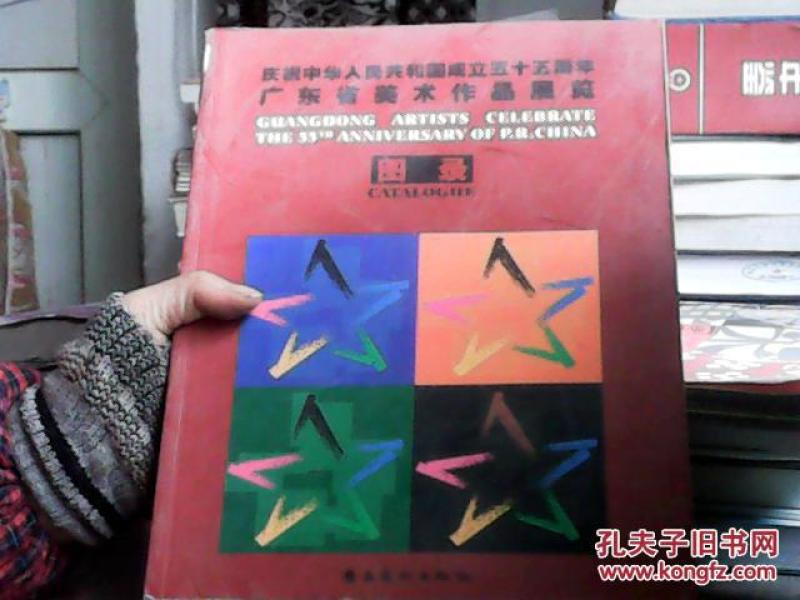 庆祝中华人民共和国成立五十五周年
广东省美术作品展览
GUANGDONG ARTISTS CELEBRATE
THE 55TH ANNIVERSARY OF P.R.CHINA
图录
CATALOGUE
孔夫子旧书网
www.kongfz.com